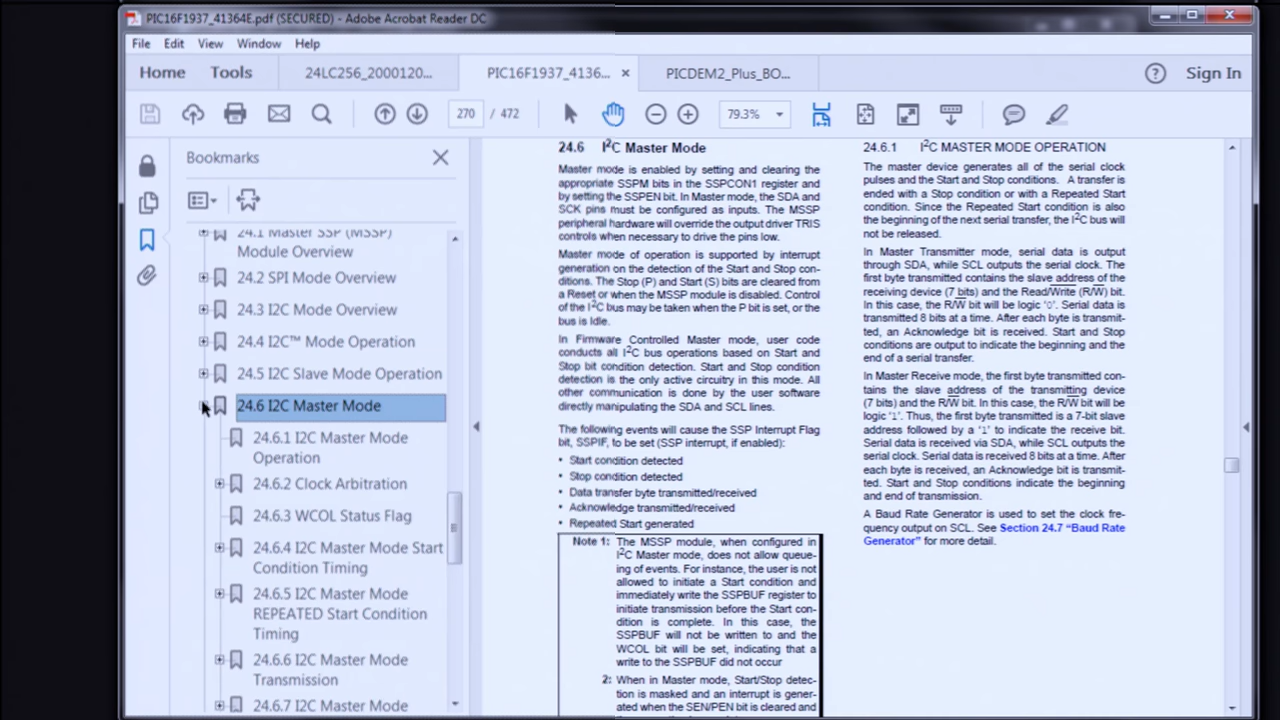 PIC16F1937_41364E.pdf (SECURED) - Adobe Acrobat Reader DC
File Edit View Window Help
Home Tools 24LC256_2000120... PIC16F1937_4136... × PICDEM2_Plus_BO... ? Sign In
270 / 472 79.3%
Bookmarks
24.1 Master SSP (MSSP)
Module Overview
24.2 SPI Mode Overview
24.3 I2C Mode Overview
24.4 I2C™ Mode Operation
24.5 I2C Slave Mode Operation
24.6 I2C Master Mode
24.6.1 I2C Master Mode
Operation
24.6.2 Clock Arbitration
24.6.3 WCOL Status Flag
24.6.4 I2C Master Mode Start
Condition Timing
24.6.5 I2C Master Mode
REPEATED Start Condition
Timing
24.6.6 I2C Master Mode
Transmission
24.6.7 I2C Master Mode
24.6 I²C Master Mode
Master mode is enabled by setting and clearing the
appropriate SSPM bits in the SSPCON1 register and
by setting the SSPEN bit. In Master mode, the SDA and
SCK pins must be configured as inputs. The MSSP
peripheral hardware will override the output driver TRIS
controls when necessary to drive the pins low.
Master mode of operation is supported by interrupt
generation on the detection of the Start and Stop con-
ditions. The Stop (P) and Start (S) bits are cleared from
a Reset or when the MSSP module is disabled. Control
of the I²C bus may be taken when the P bit is set, or the
bus is Idle.
In Firmware Controlled Master mode, user code
conducts all I²C bus operations based on Start and
Stop bit condition detection. Start and Stop condition
detection is the only active circuitry in this mode. All
other communication is done by the user software
directly manipulating the SDA and SCL lines.
The following events will cause the SSP Interrupt Flag
bit, SSPIF, to be set (SSP interrupt, if enabled):
• Start condition detected
• Stop condition detected
• Data transfer byte transmitted/received
• Acknowledge transmitted/received
• Repeated Start generated
Note 1: The MSSP module, when configured in
I²C Master mode, does not allow queue-
ing of events. For instance, the user is not
allowed to initiate a Start condition and
immediately write the SSPBUF register to
initiate transmission before the Start con-
dition is complete. In this case, the
SSPBUF will not be written to and the
WCOL bit will be set, indicating that a
write to the SSPBUF did not occur
2: When in Master mode, Start/Stop detec-
tion is masked and an interrupt is gener-
ated when the SEN/PEN bit is cleared and
24.6.1 I²C MASTER MODE OPERATION
The master device generates all of the serial clock
pulses and the Start and Stop conditions. A transfer is
ended with a Stop condition or with a Repeated Start
condition. Since the Repeated Start condition is also
the beginning of the next serial transfer, the I²C bus will
not be released.
In Master Transmitter mode, serial data is output
through SDA, while SCL outputs the serial clock. The
first byte transmitted contains the slave address of the
receiving device (7 bits) and the Read/Write (R/W) bit.
In this case, the R/W bit will be logic '0'. Serial data is
transmitted 8 bits at a time. After each byte is transmit-
ted, an Acknowledge bit is received. Start and Stop
conditions are output to indicate the beginning and the
end of a serial transfer.
In Master Receive mode, the first byte transmitted con-
tains the slave address of the transmitting device
(7 bits) and the R/W bit. In this case, the R/W bit will be
logic '1'. Thus, the first byte transmitted is a 7-bit slave
address followed by a '1' to indicate the receive bit.
Serial data is received via SDA, while SCL outputs the
serial clock. Serial data is received 8 bits at a time. After
each byte is received, an Acknowledge bit is transmit-
ted. Start and Stop conditions indicate the beginning
and end of transmission.
A Baud Rate Generator is used to set the clock fre-
quency output on SCL. See Section 24.7 "Baud Rate
Generator" for more detail.